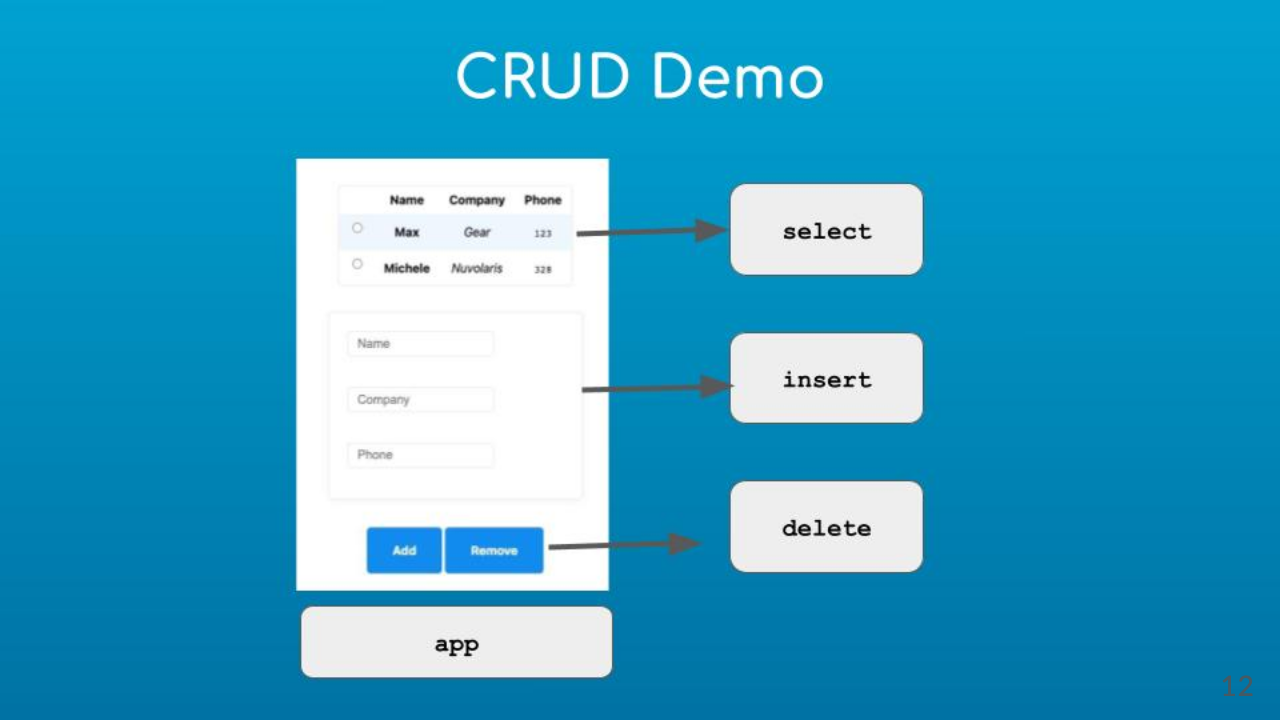 CRUD Demo
Name Company Phone
Max Gear 123
Michele Nuvolaris 328
Name
Company
Phone
Add Remove
app
select
insert
delete
12